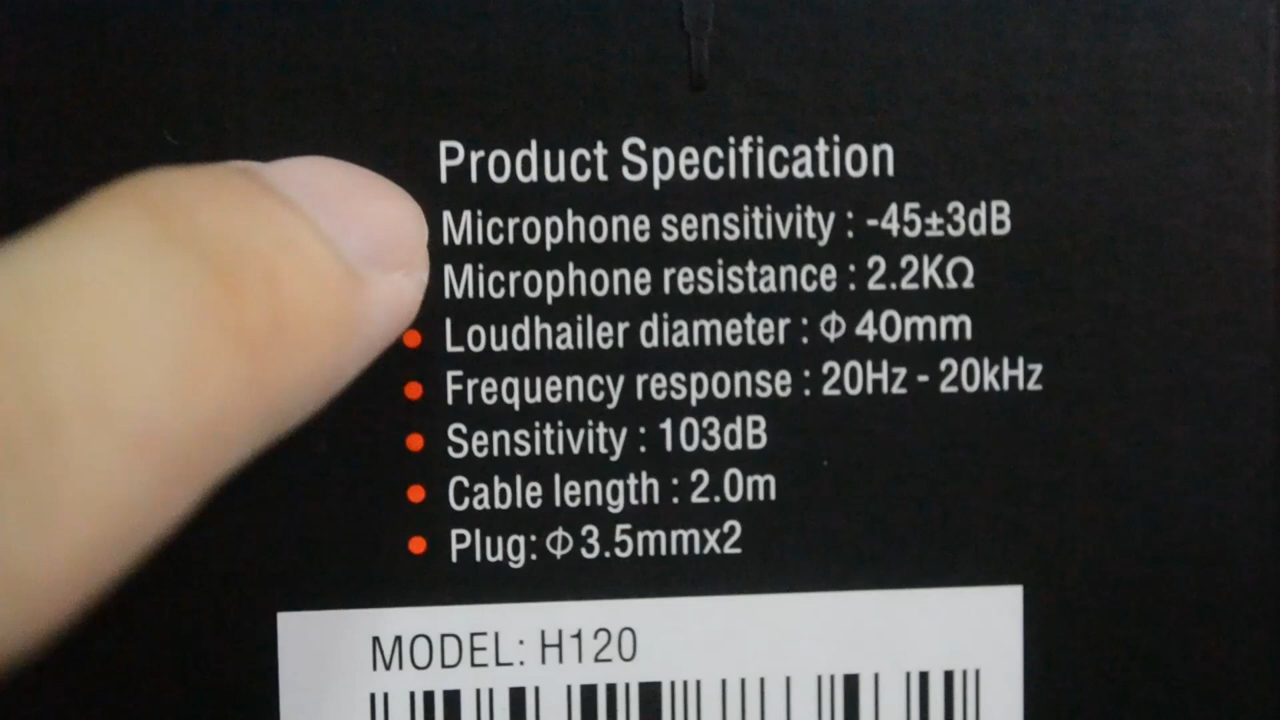 Product Specification
Microphone sensitivity : -45±3dB
Microphone resistance : 2.2KΩ
Loudhailer diameter : Φ 40mm
Frequency response : 20Hz - 20kHz
Sensitivity : 103dB
Cable length : 2.0m
Plug: Φ3.5mmx2
MODEL: H120